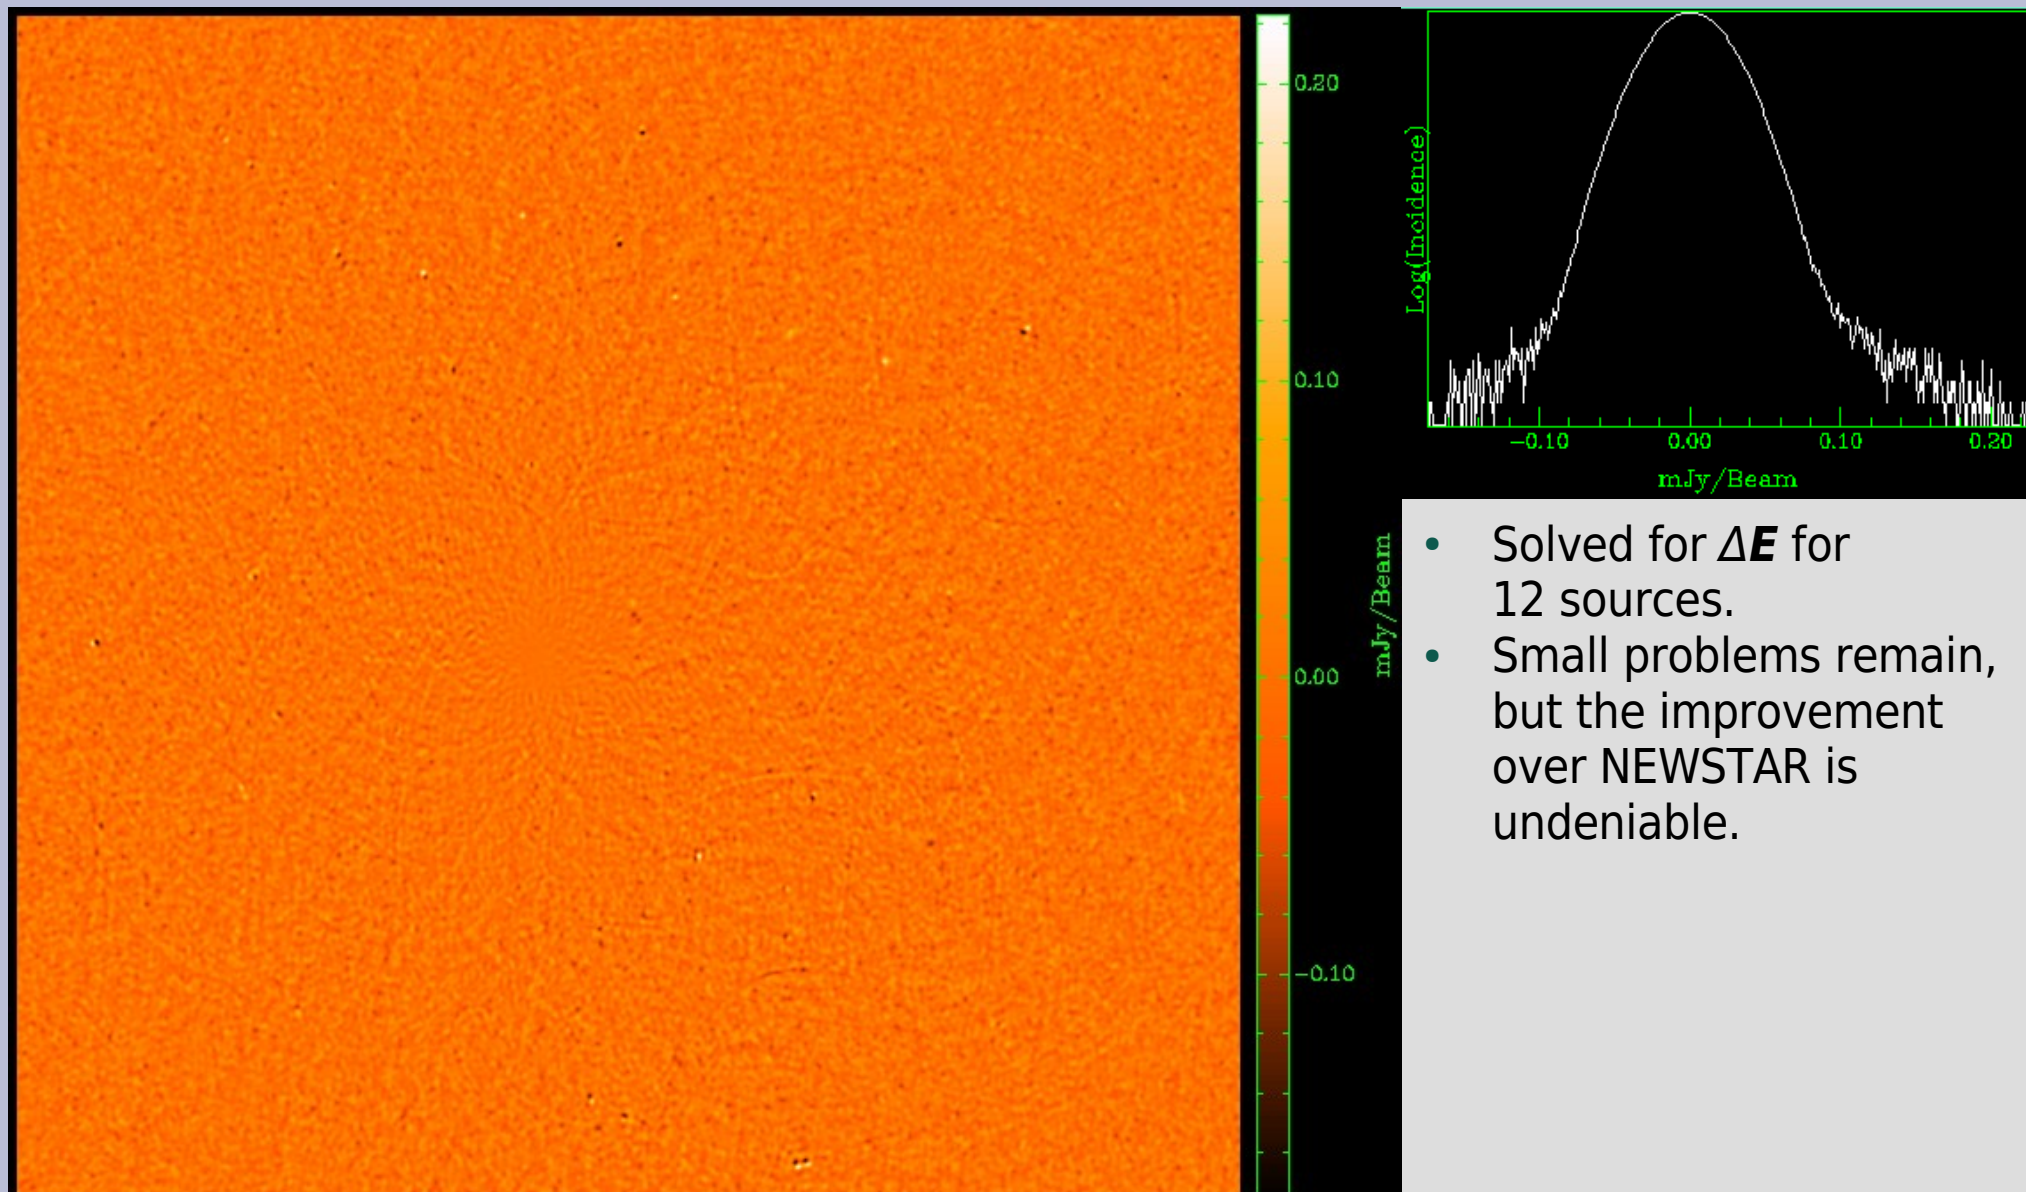 0.20
0.10
0.00
−0.10
mJy/Beam
Log(Incidence)
−0.10 0.00 0.10 0.20
mJy/Beam
• Solved for ΔE for
12 sources.
• Small problems remain,
but the improvement
over NEWSTAR is
undeniable.